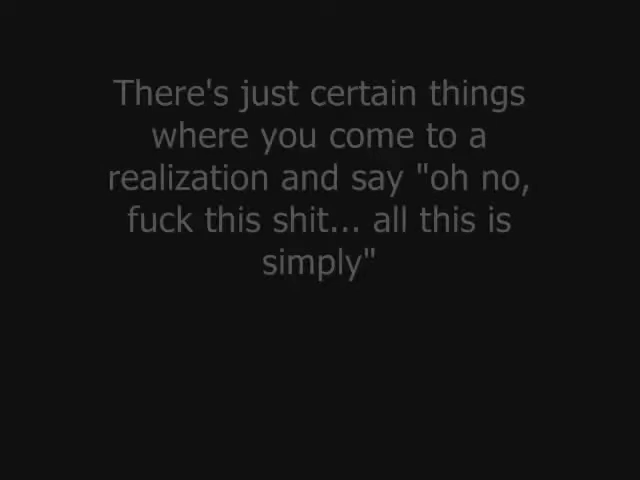 There's just certain things
where you come to a
realization and say "oh no,
fuck this shit... all this is
simply"